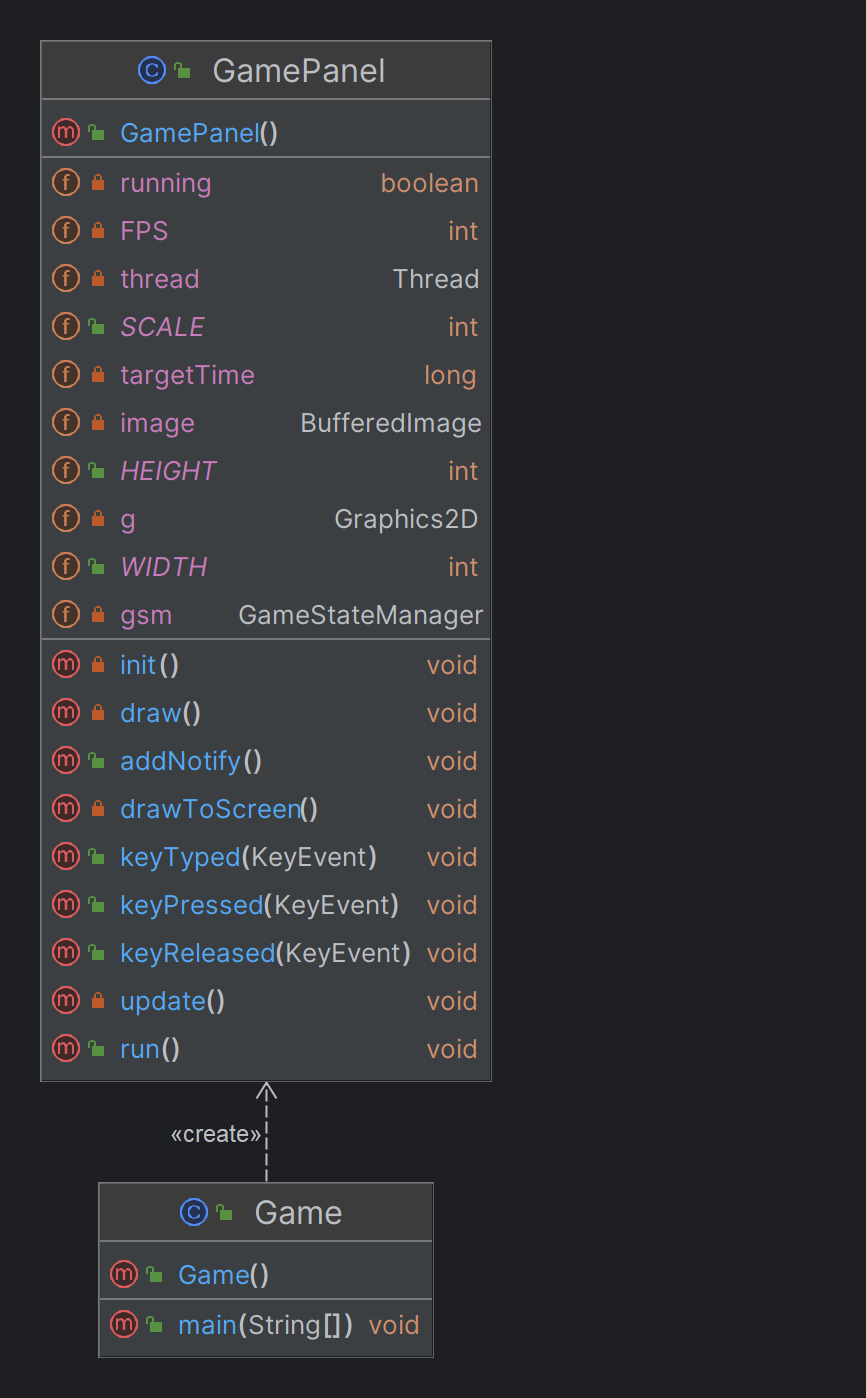 GamePanel
GamePanel()
running boolean
FPS int
thread Thread
SCALE int
targetTime long
image BufferedImage
HEIGHT int
g Graphics2D
WIDTH int
gsm GameStateManager
init() void
draw() void
addNotify() void
drawToScreen() void
keyTyped(KeyEvent) void
keyPressed(KeyEvent) void
keyReleased(KeyEvent) void
update() void
run() void
«create»
Game
Game()
main(String[]) void